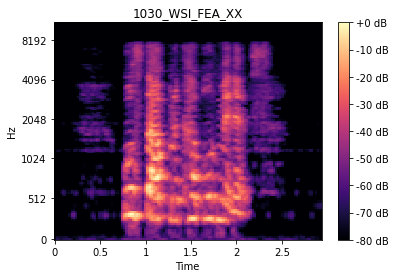 1030_WSI_FEA_XX
8192
4096
2048
1024
512
0
Hz
0
0.5
1
1.5
2
2.5
Time
+0 dB
-10 dB
-20 dB
-30 dB
-40 dB
-50 dB
-60 dB
-70 dB
-80 dB